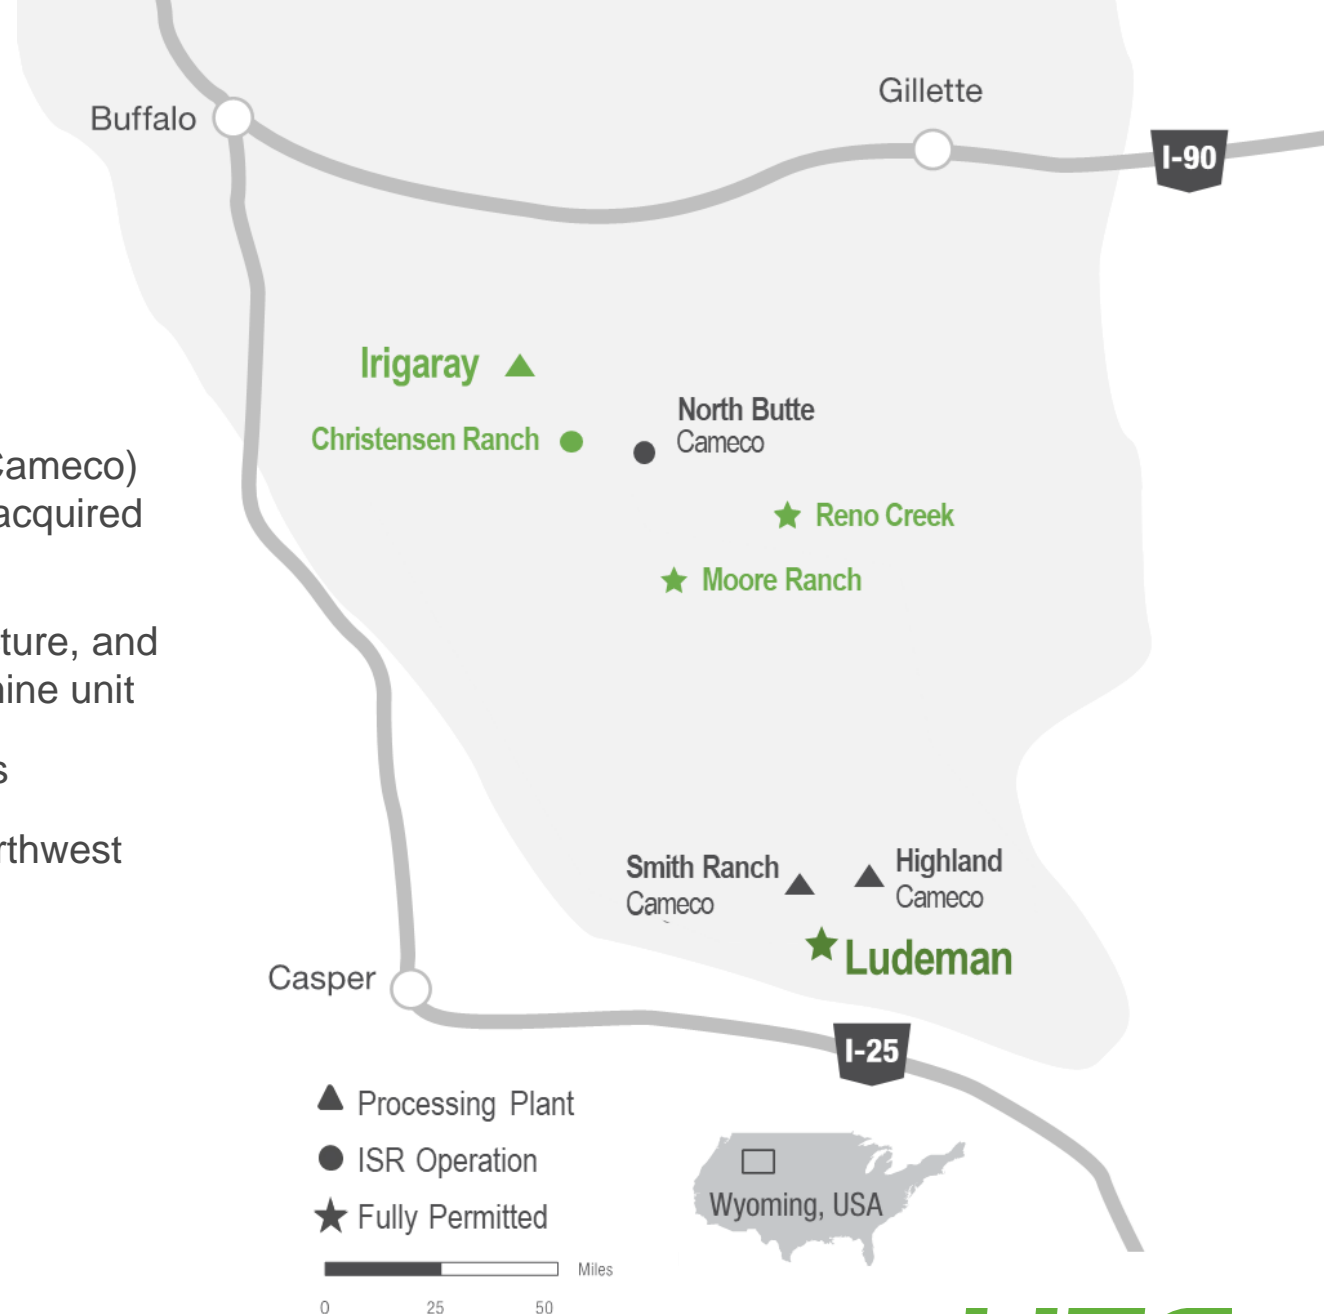 Gillette
Buffalo
I-90
Irigaray
North Butte
Cameco
Christensen Ranch
Cameco)
acquired
Reno Creek
Moore Ranch
ture, and
nine unit
s
rthwest
Smith Ranch
Cameco
Highland
Cameco
Ludeman
Casper
I-25
Processing Plant
ISR Operation
Fully Permitted
Wyoming, USA
Miles
0 25 50